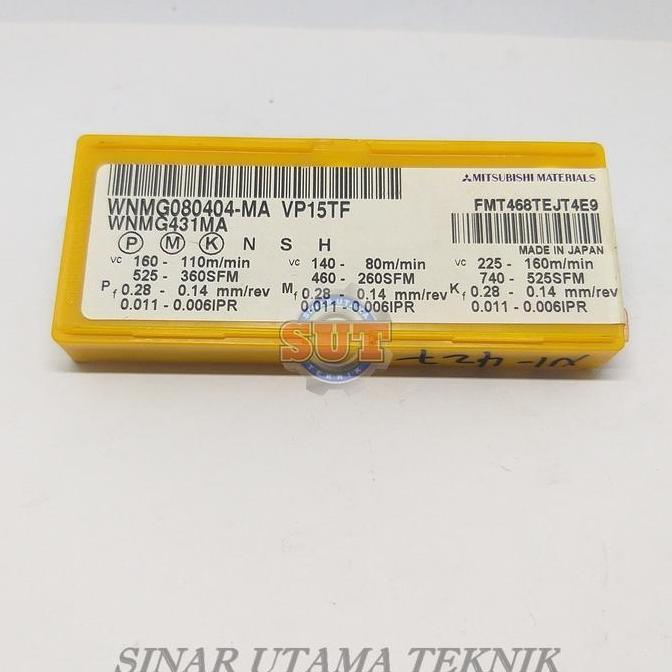 MITSUBISHI MATERIALS
WNMG080404-MA VP15TF
FMT468TEJT4E9
WNMG431MA
P M K N S H
MADE IN JAPAN
vc 160 - 110m/min
525 - 360SFM
P f 0.28 - 0.14 mm/rev
0.011 - 0.006IPR
vc 140 - 80m/min
460 - 260SFM
M f 0.28 - 0.14 mm/rev
0.011 - 0.006IPR
vc 225 - 160m/min
740 - 525SFM
K f 0.28 - 0.14 mm/rev
0.011 - 0.006IPR
SUT
TEKNIK
SINAR UTAMA TEKNIK